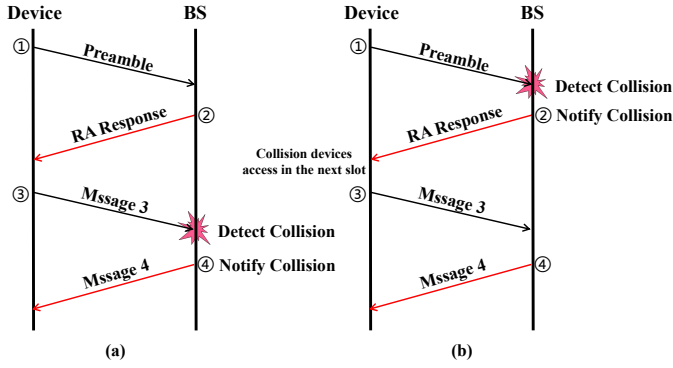 Device
BS
①
Preamble
②
RA Response
③
Mssage 3
Detect Collision
④
Notify Collision
Mssage 4
(a)
Device
BS
①
Preamble
Detect Collision
②
Notify Collision
RA Response
Collision devices
access in the next slot
③
Mssage 3
④
Mssage 4
(b)